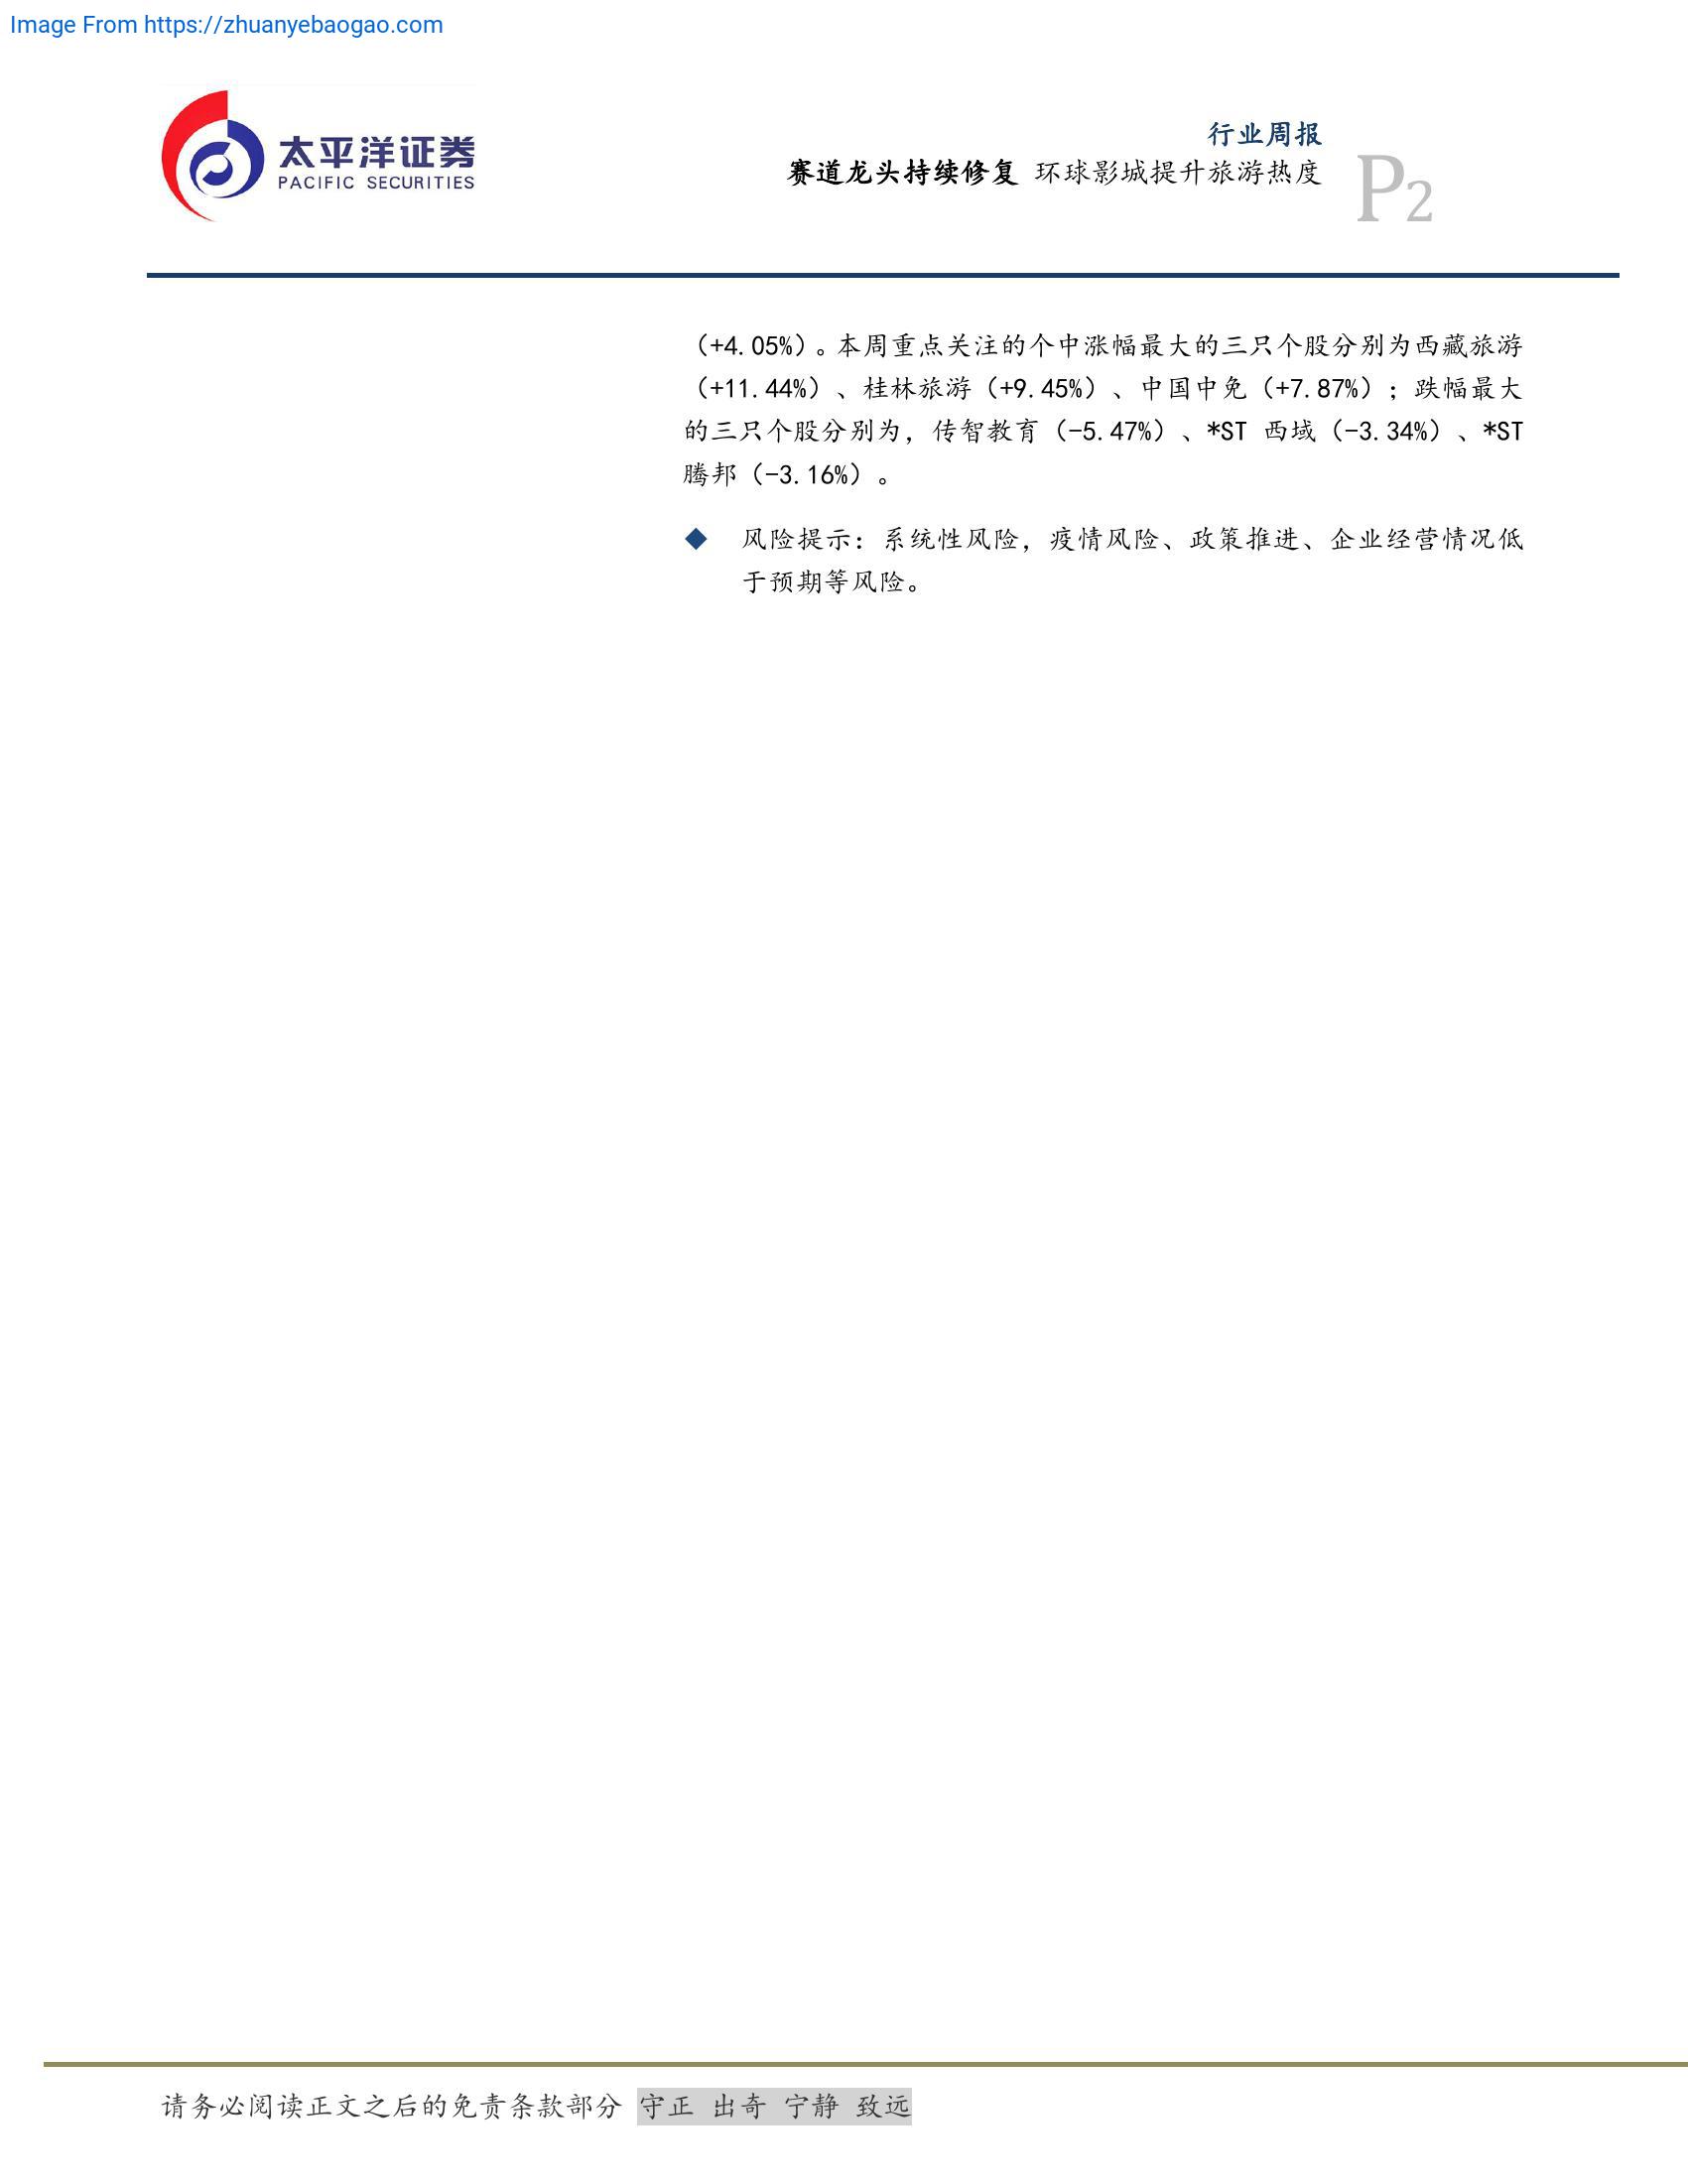 Image From https://zhuanyebaogao.com
太平洋证券
PACIFIC SECURITIES
行业周报
赛道龙头持续修复 环球影城提升旅游热度
P2
（+4.05%）。本周重点关注的个中涨幅最大的三只个股分别为西藏旅游
（+11.44%）、桂林旅游（+9.45%）、中国中免（+7.87%）；跌幅最大
的三只个股分别为，传智教育（-5.47%）、*ST 西域（-3.34%）、*ST
腾邦（-3.16%）。
◆ 风险提示：系统性风险，疫情风险、政策推进、企业经营情况低
于预期等风险。
请务必阅读正文之后的免责条款部分 守正 出奇 宁静 致远